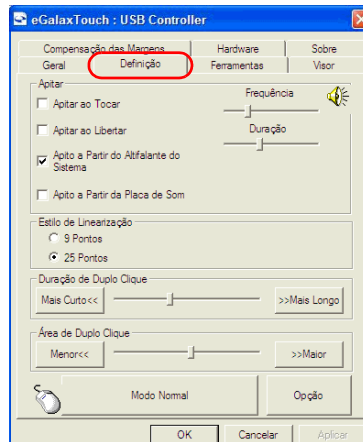 eGalaxTouch : USB Controller
Compensação das Margens
Hardware
Sobre
Geral
Definição
Ferramentas
Visor
Apitar
Frequência
Apitar ao Tocar
Duração
Apitar ao Libertar
Apito a Partir do Altifalante do
Sistema
Apito a Partir da Placa de Som
Estilo de Linearização
9 Pontos
25 Pontos
Duração de Duplo Clique
Mais Curto<<
>>Mais Longo
Área de Duplo Clique
Menor<<
>>Maior
Modo Normal
Opção
OK
Cancelar
Aplicar